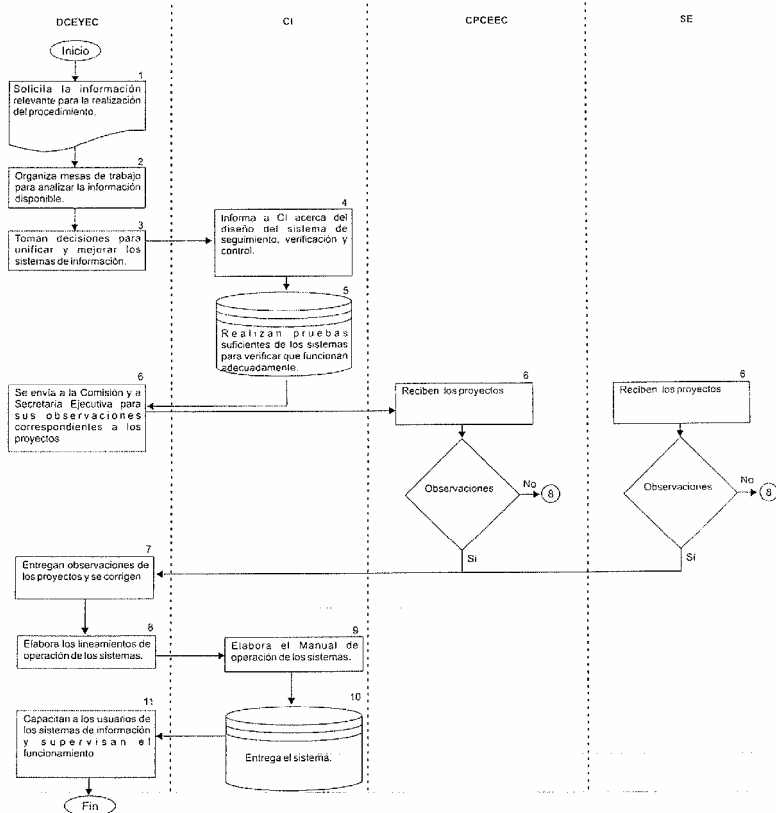 DCEYEC
CI
CPCEEC
SE
Inicio
1
Solicita la información
relevante para la realización
del procedimiento.
2
Organiza mesas de trabajo
para analizar la información
disponible.
3
Toman decisiones para
unificar y mejorar los
sistemas de información.
4
Informa a CI acerca del
diseño del sistema de
seguimiento, verificación y
control.
5
Realizan pruebas
suficientes de los sistemas
para verificar que funcionan
adecuadamente.
6
Se envía a la Comisión y a
Secretaría Ejecutiva para
sus observaciones
correspondientes a los
proyectos
6
Reciben los proyectos
6
Reciben los proyectos
Observaciones
No
8
Sí
Observaciones
No
8
Sí
7
Entregan observaciones de
los proyectos y se corrigen
8
Elabora los lineamientos de
operación de los sistemas.
9
Elabora el Manual de
operación de los sistemas.
10
Entrega el sistema.
11
Capacitan a los usuarios de
los sistemas de información
y supervisan el
funcionamiento
Fin